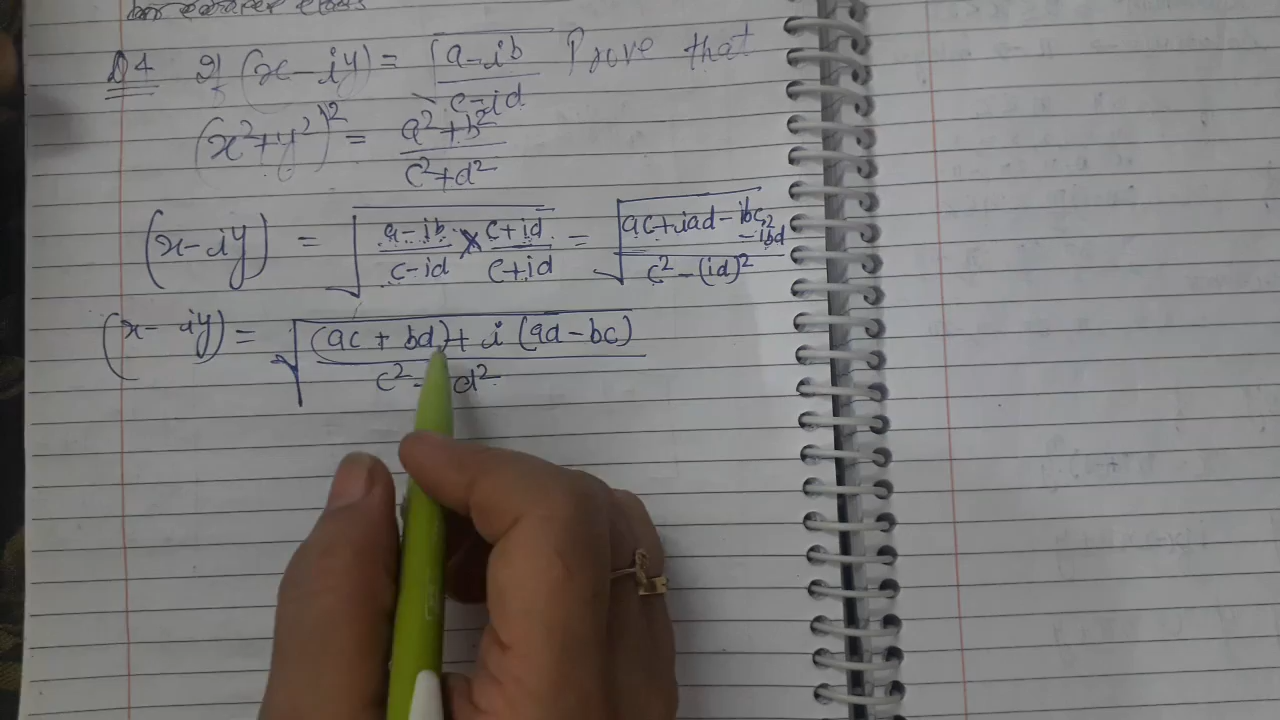 Q4 If (x - iy) = √(a-ib / c-id) Prove that
(x²+y²)² = a²+b² / c²+d²
(x-iy) = √(a-ib / c-id × c+id / c+id) = √(ac+iad-ibc-i²bd / c²-(id)²)
(x-iy) = √((ac+bd)+i(ad-bc) / c² d²)